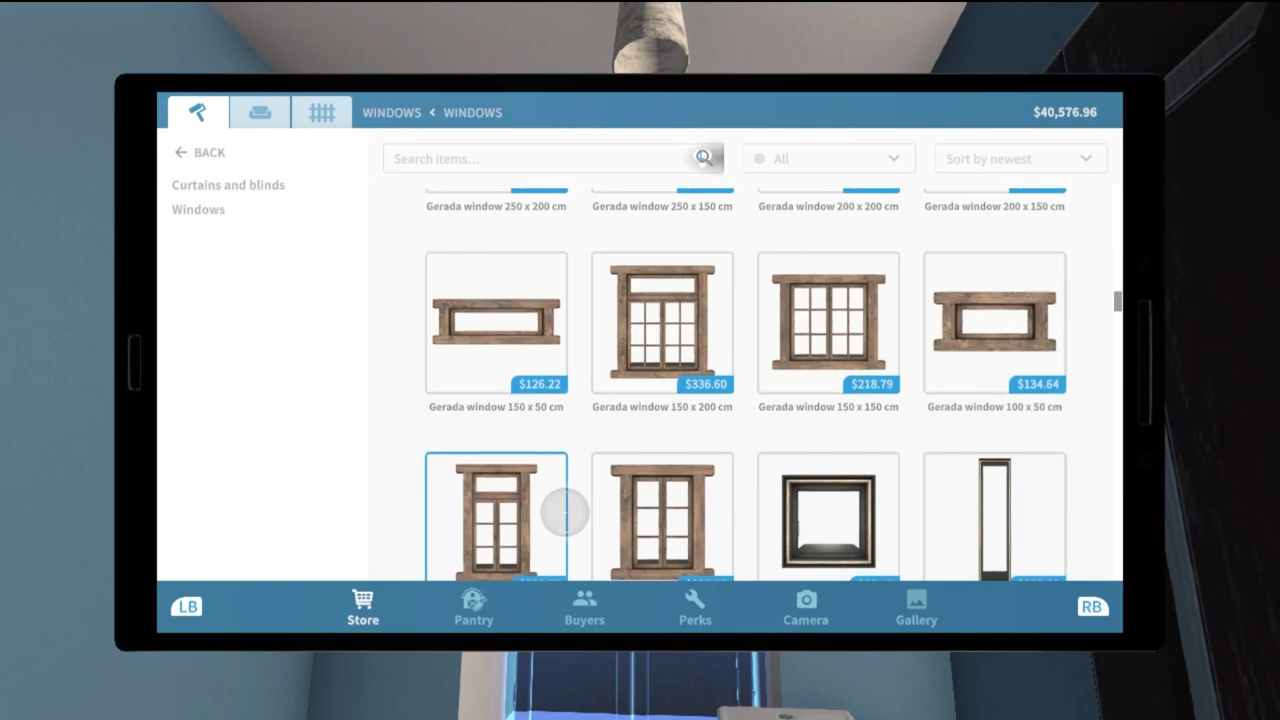 WINDOWS < WINDOWS
$40,576.96
BACK
Search items...
All
Sort by newest
Curtains and blinds
Windows
Gerada window 250 x 200 cm
Gerada window 250 x 150 cm
Gerada window 200 x 200 cm
Gerada window 200 x 150 cm
$126.22
$336.60
$218.79
$134.64
Gerada window 150 x 50 cm
Gerada window 150 x 200 cm
Gerada window 150 x 150 cm
Gerada window 100 x 50 cm
LB
Store
Pantry
Buyers
Perks
Camera
Gallery
RB